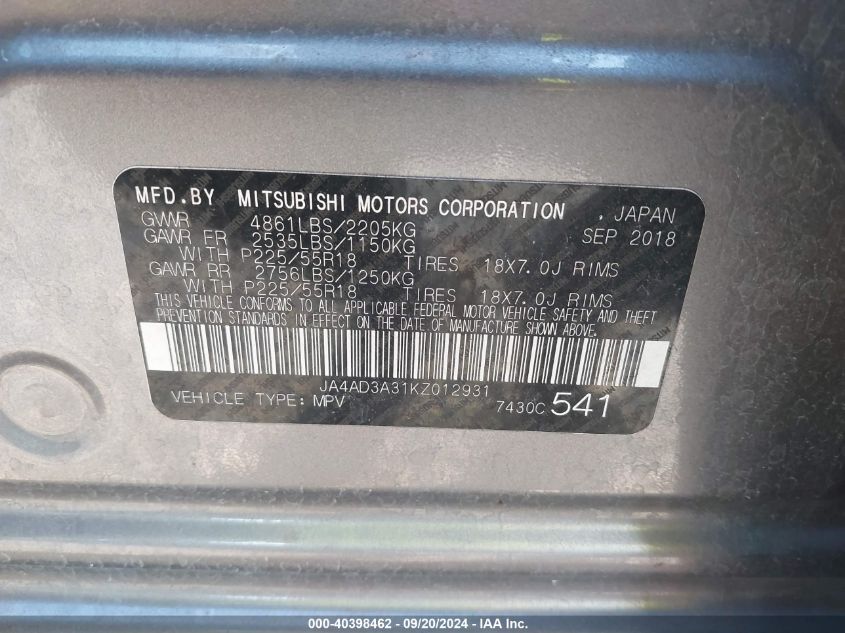 MFD.BY MITSUBISHI MOTORS CORPORATION . JAPAN
GVWR 4861LBS/2205KG SEP 2018
GAWR FR 2535LBS/1150KG
WITH P225/55R18 TIRES 18X7.0J RIMS
GAWR RR 2756LBS/1250KG
WITH P225/55R18 TIRES 18X7.0J RIMS
THIS VEHICLE CONFORMS TO ALL APPLICABLE FEDERAL MOTOR VEHICLE SAFETY AND THEFT
PREVENTION STANDARDS IN EFFECT ON THE DATE OF MANUFACTURE SHOWN ABOVE.
JA4AD3A31KZ012931
VEHICLE TYPE: MPV 7430C 541
000-40398462 - 09/20/2024 - IAA Inc.